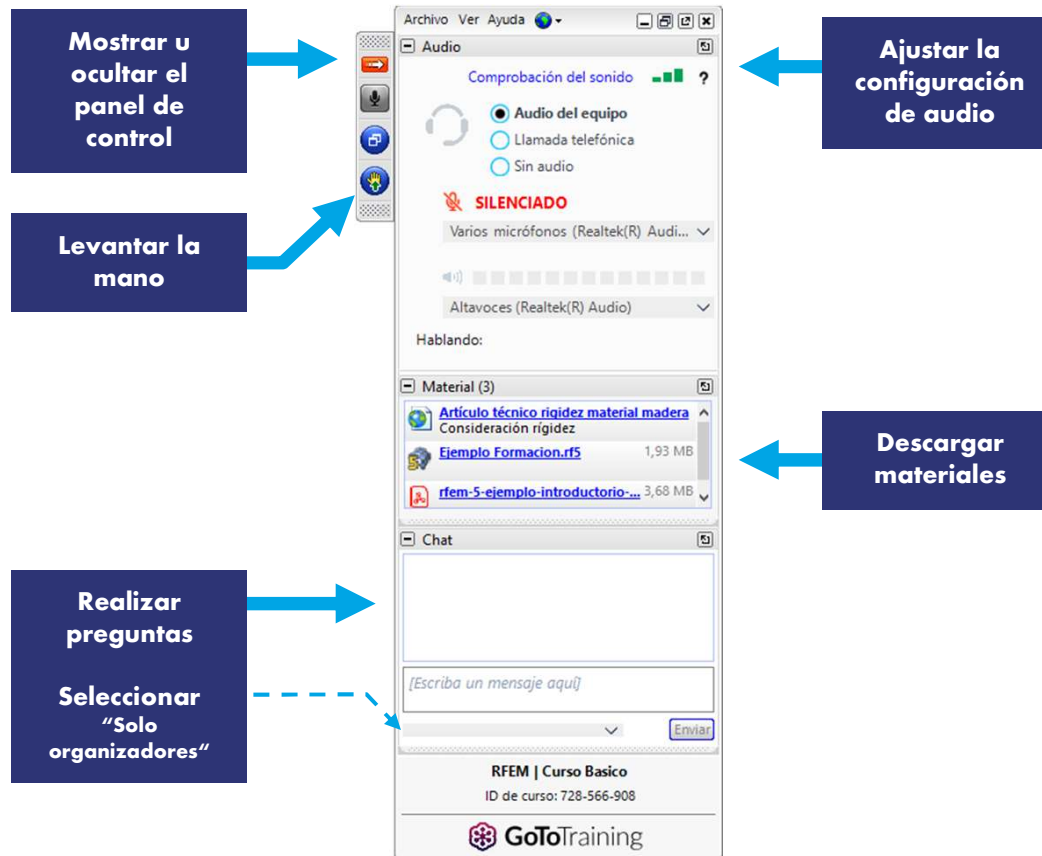 Mostrar u
ocultar el
panel de
control
Levantar la
mano
Realizar
preguntas
Seleccionar
“Solo
organizadores“
Archivo Ver Ayuda
Audio
Comprobación del sonido ?
Audio del equipo
Llamada telefónica
Sin audio
SILENCIADO
Varios micrófonos (Realtek(R) Audi...
Altavoces (Realtek(R) Audio)
Hablando:
Material (3)
Artículo técnico rigidez material madera
Consideración rígidez
Ejemplo Formacion.rf5 1,93 MB
rfem-5-ejemplo-introductorio-... 3,68 MB
Chat
[Escriba un mensaje aquí]
Enviar
RFEM | Curso Basico
ID de curso: 728-566-908
GoToTraining
Ajustar la
configuración
de audio
Descargar
materiales